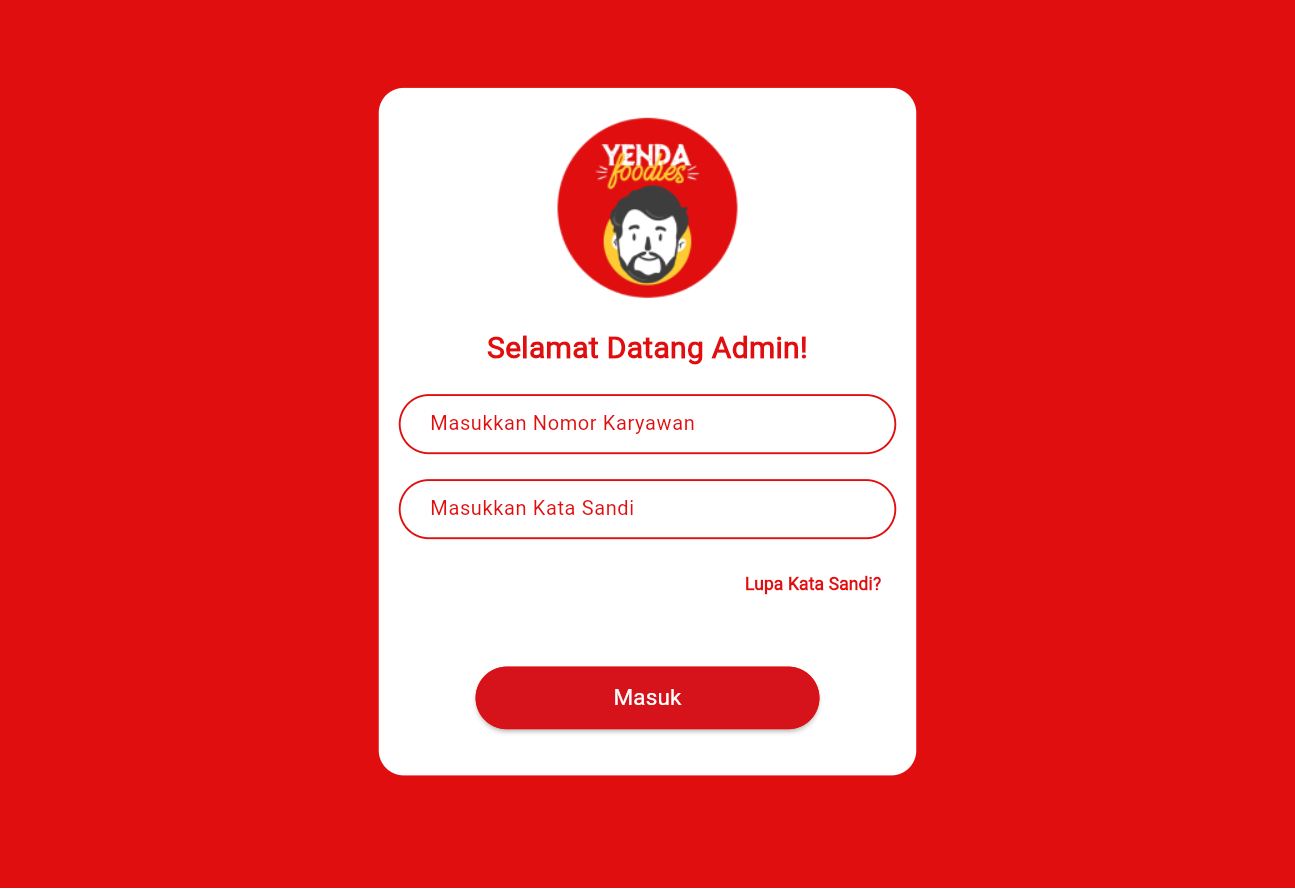 YENDA
foodies
Selamat Datang Admin!
Masukkan Nomor Karyawan
Masukkan Kata Sandi
Lupa Kata Sandi?
Masuk